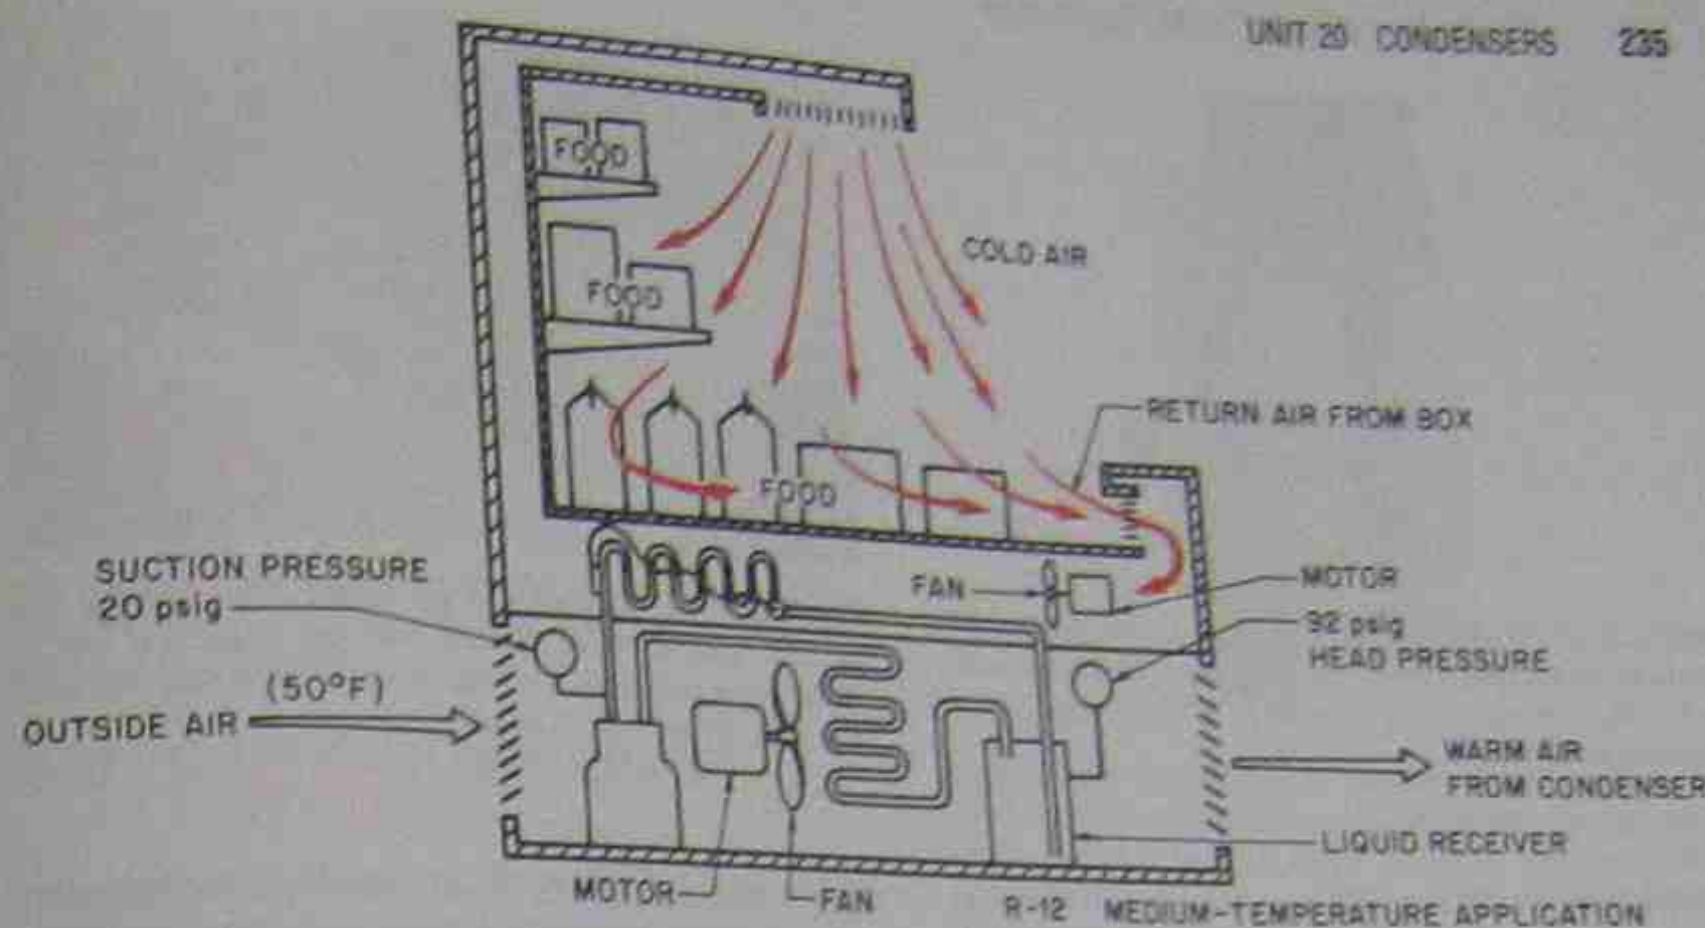 UNIT 20 CONDENSERS 235
FOOD
COLD AIR
FOOD
RETURN AIR FROM BOX
FOOD
SUCTION PRESSURE
20 psig
FAN
MOTOR
92 psig
HEAD PRESSURE
(50°F)
OUTSIDE AIR
WARM AIR
FROM CONDENSER
LIQUID RECEIVER
MOTOR
FAN
R-12 MEDIUM-TEMPERATURE APPLICATION